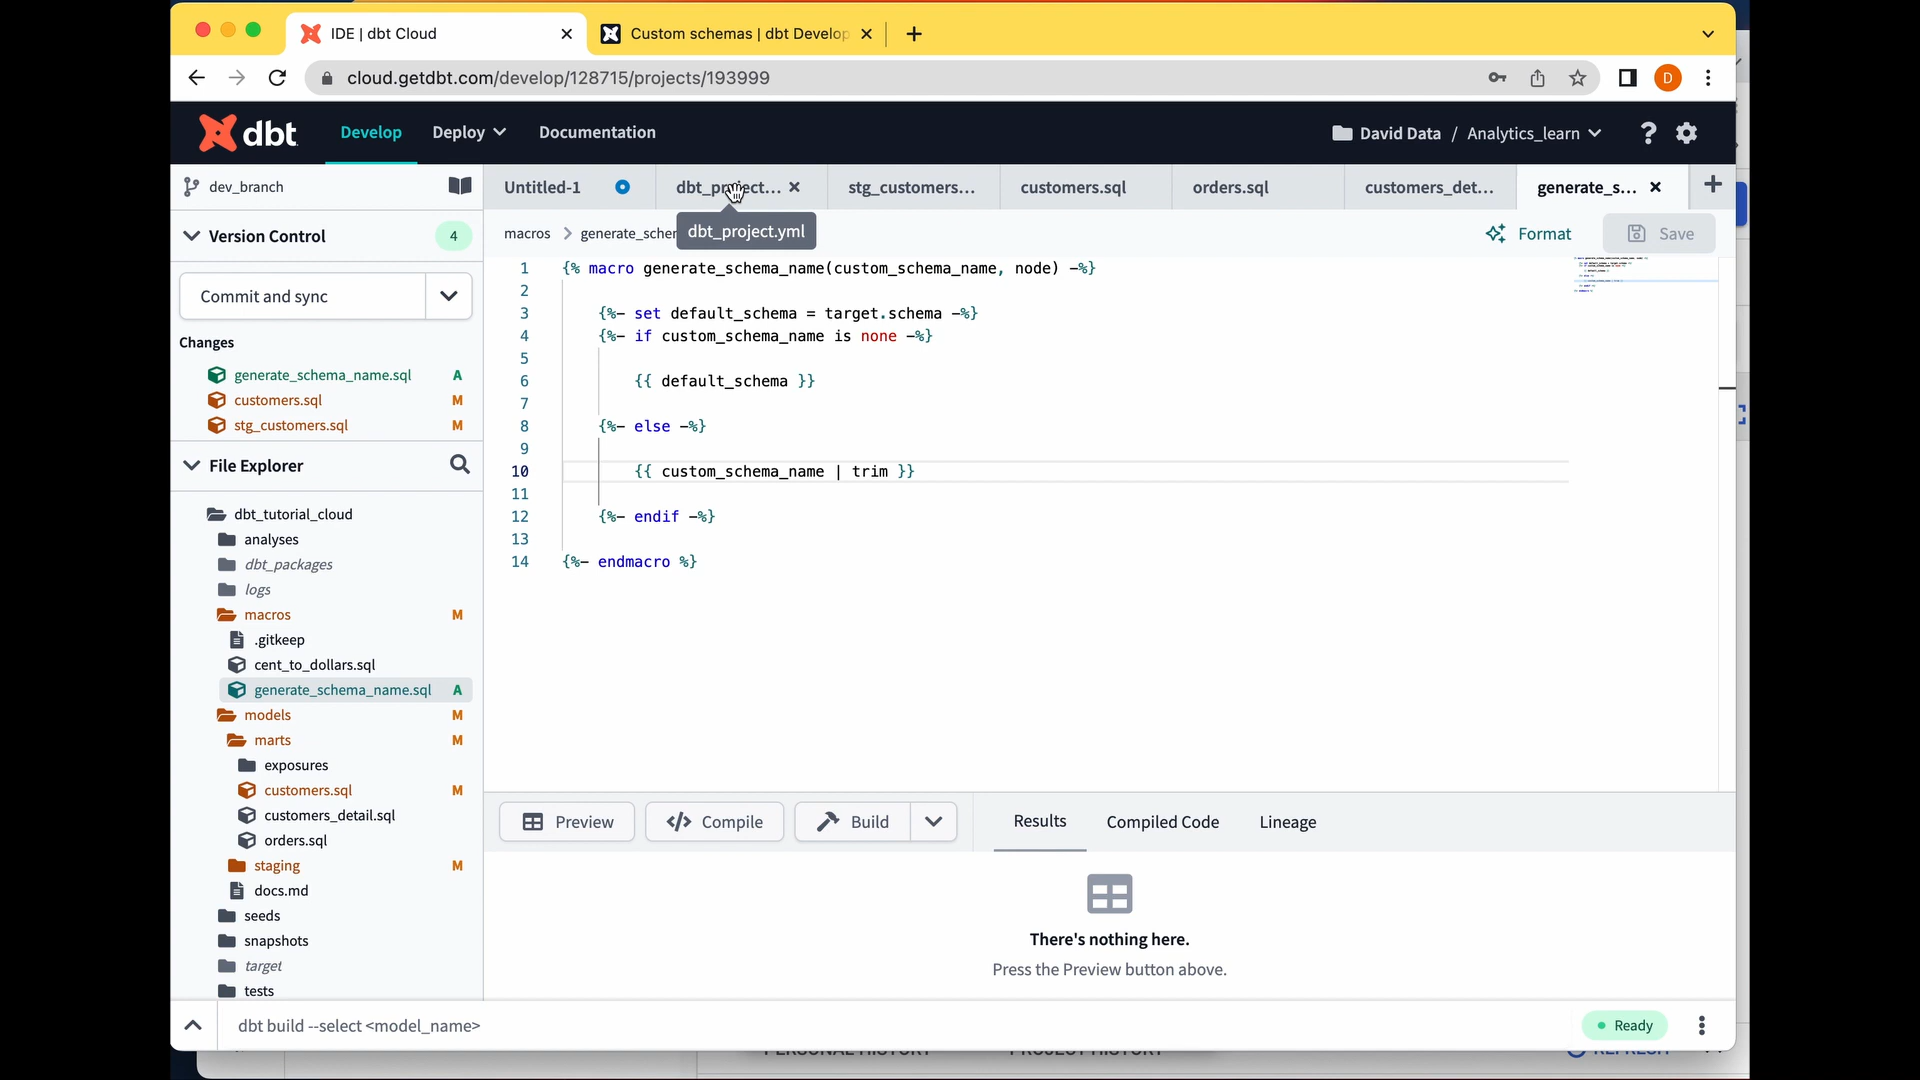 IDE | dbt Cloud
Custom schemas | dbt Develop
cloud.getdbt.com/develop/128715/projects/193999
D
dbt
Develop
Deploy
Documentation
David Data / Analytics_learn
?
dev_branch
Untitled-1
dbt_project...
stg_customers...
customers.sql
orders.sql
customers_det...
generate_s...
Version Control
4
macros > generate_schem
dbt_project.yml
Format
Save
Commit and sync
Changes
generate_schema_name.sql A
customers.sql M
stg_customers.sql M
File Explorer
dbt_tutorial_cloud
analyses
dbt_packages
logs
macros M
.gitkeep
cent_to_dollars.sql
generate_schema_name.sql A
models M
marts M
exposures
customers.sql M
customers_detail.sql
orders.sql
staging M
docs.md
seeds
snapshots
target
tests
1 {% macro generate_schema_name(custom_schema_name, node) -%}
2
3 {%- set default_schema = target.schema -%}
4 {%- if custom_schema_name is none -%}
5
6 {{ default_schema }}
7
8 {%- else -%}
9
10 {{ custom_schema_name | trim }}
11
12 {%- endif -%}
13
14 {%- endmacro %}
Preview
Compile
Build
Results
Compiled Code
Lineage
There's nothing here.
Press the Preview button above.
dbt build --select <model_name>
Ready
PERSONAL HISTORY
PROJECT HISTORY
REFRESH